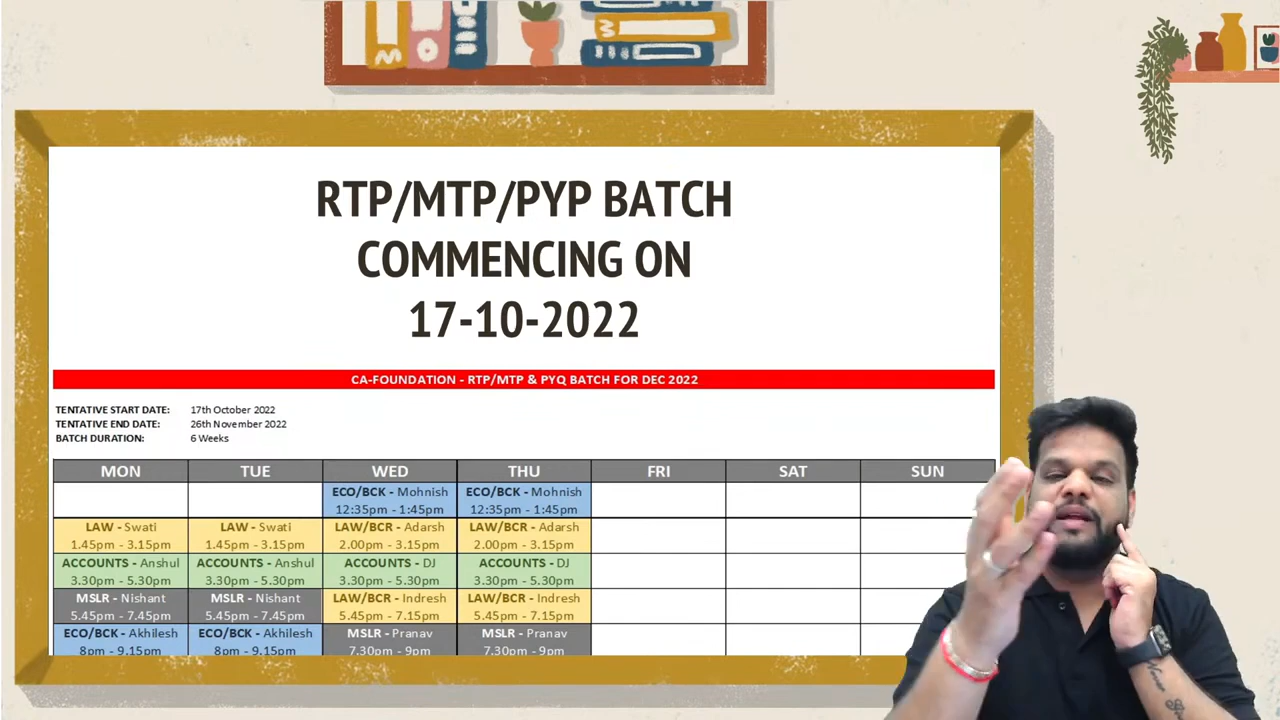 RTP/MTP/PYP BATCH
COMMENCING ON
17-10-2022
CA-FOUNDATION - RTP/MTP & PYQ BATCH FOR DEC 2022
TENTATIVE START DATE: 17th October 2022
TENTATIVE END DATE: 26th November 2022
BATCH DURATION: 6 Weeks
MON TUE WED THU FRI SAT SUN
ECO/BCK - Mohnish ECO/BCK - Mohnish
12:35pm - 1:45pm 12:35pm - 1:45pm
LAW - Swati LAW - Swati LAW/BCR - Adarsh LAW/BCR - Adarsh
1.45pm - 3.15pm 1.45pm - 3.15pm 2.00pm - 3.15pm 2.00pm - 3.15pm
ACCOUNTS - Anshul ACCOUNTS - Anshul ACCOUNTS - DJ ACCOUNTS - DJ
3.30pm - 5.30pm 3.30pm - 5.30pm 3.30pm - 5.30pm 3.30pm - 5.30pm
MSLR - Nishant MSLR - Nishant LAW/BCR - Indresh LAW/BCR - Indresh
5.45pm - 7.45pm 5.45pm - 7.45pm 5.45pm - 7.15pm 5.45pm - 7.15pm
ECO/BCK - Akhilesh ECO/BCK - Akhilesh MSLR - Pranav MSLR - Pranav
8pm - 9.15pm 8pm - 9.15pm 7.30pm - 9pm 7.30pm - 9pm